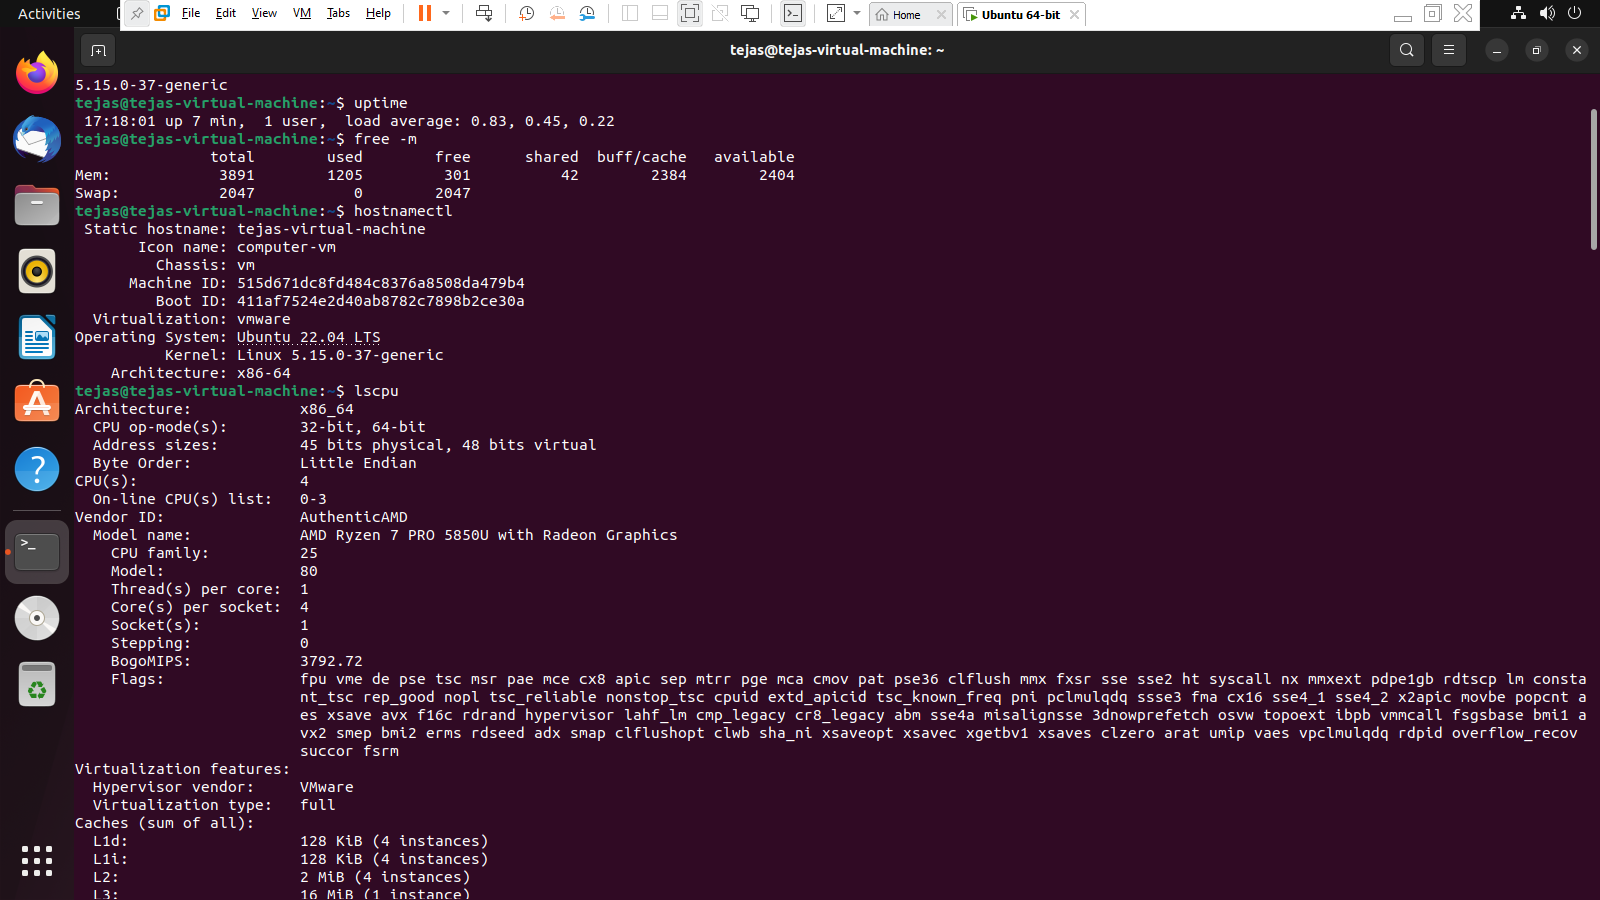 Activities
File Edit View VM Tabs Help
Home
Ubuntu 64-bit
tejas@tejas-virtual-machine: ~
5.15.0-37-generic
tejas@tejas-virtual-machine:~$ uptime
 17:18:01 up 7 min,  1 user,  load average: 0.83, 0.45, 0.22
tejas@tejas-virtual-machine:~$ free -m
               total        used        free      shared  buff/cache   available
Mem:            3891        1205         301          42        2384        2404
Swap:           2047           0        2047
tejas@tejas-virtual-machine:~$ hostnamectl
 Static hostname: tejas-virtual-machine
       Icon name: computer-vm
         Chassis: vm
      Machine ID: 515d671dc8fd484c8376a8508da479b4
         Boot ID: 411af7524e2d40ab8782c7898b2ce30a
  Virtualization: vmware
Operating System: Ubuntu 22.04 LTS
          Kernel: Linux 5.15.0-37-generic
    Architecture: x86-64
tejas@tejas-virtual-machine:~$ lscpu
Architecture:            x86_64
  CPU op-mode(s):        32-bit, 64-bit
  Address sizes:         45 bits physical, 48 bits virtual
  Byte Order:            Little Endian
CPU(s):                  4
  On-line CPU(s) list:   0-3
Vendor ID:               AuthenticAMD
  Model name:            AMD Ryzen 7 PRO 5850U with Radeon Graphics
    CPU family:          25
    Model:               80
    Thread(s) per core:  1
    Core(s) per socket:  4
    Socket(s):           1
    Stepping:            0
    BogoMIPS:            3792.72
    Flags:               fpu vme de pse tsc msr pae mce cx8 apic sep mtrr pge mca cmov pat pse36 clflush mmx fxsr sse sse2 ht syscall nx mmxext pdpe1gb rdtscp lm consta
                         nt_tsc rep_good nopl tsc_reliable nonstop_tsc cpuid extd_apicid tsc_known_freq pni pclmulqdq ssse3 fma cx16 sse4_1 sse4_2 x2apic movbe popcnt a
                         es xsave avx f16c rdrand hypervisor lahf_lm cmp_legacy cr8_legacy abm sse4a misalignsse 3dnowprefetch osvw topoext ibpb vmmcall fsgsbase bmi1 a
                         vx2 smep bmi2 erms rdseed adx smap clflushopt clwb sha_ni xsaveopt xsavec xgetbv1 xsaves clzero arat umip vaes vpclmulqdq rdpid overflow_recov 
                         succor fsrm
Virtualization features:
  Hypervisor vendor:     VMware
  Virtualization type:   full
Caches (sum of all):
  L1d:                   128 KiB (4 instances)
  L1i:                   128 KiB (4 instances)
  L2:                    2 MiB (4 instances)
  L3:                    16 MiB (1 instance)